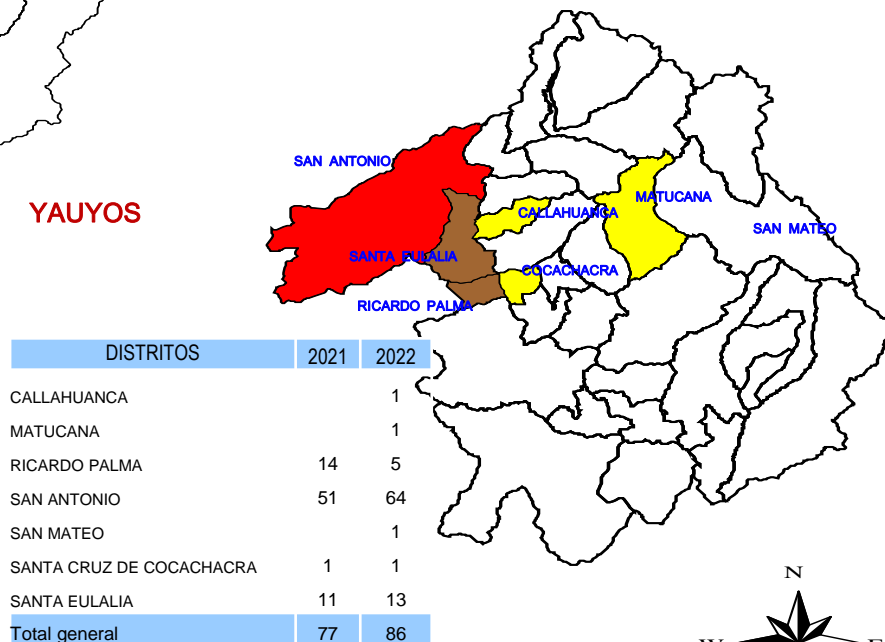 SAN ANTONIO
YAUYOS
MATUCANA
CALLAHUANCA
SAN MATEO
SANTA EULALIA
COCACHACRA
RICARDO PALMA
DISTRITOS 2021 2022
CALLAHUANCA 1
MATUCANA 1
RICARDO PALMA 14 5
SAN ANTONIO 51 64
SAN MATEO 1
SANTA CRUZ DE COCACHACRA 1 1
SANTA EULALIA 11 13
Total general 77 86
N
W E